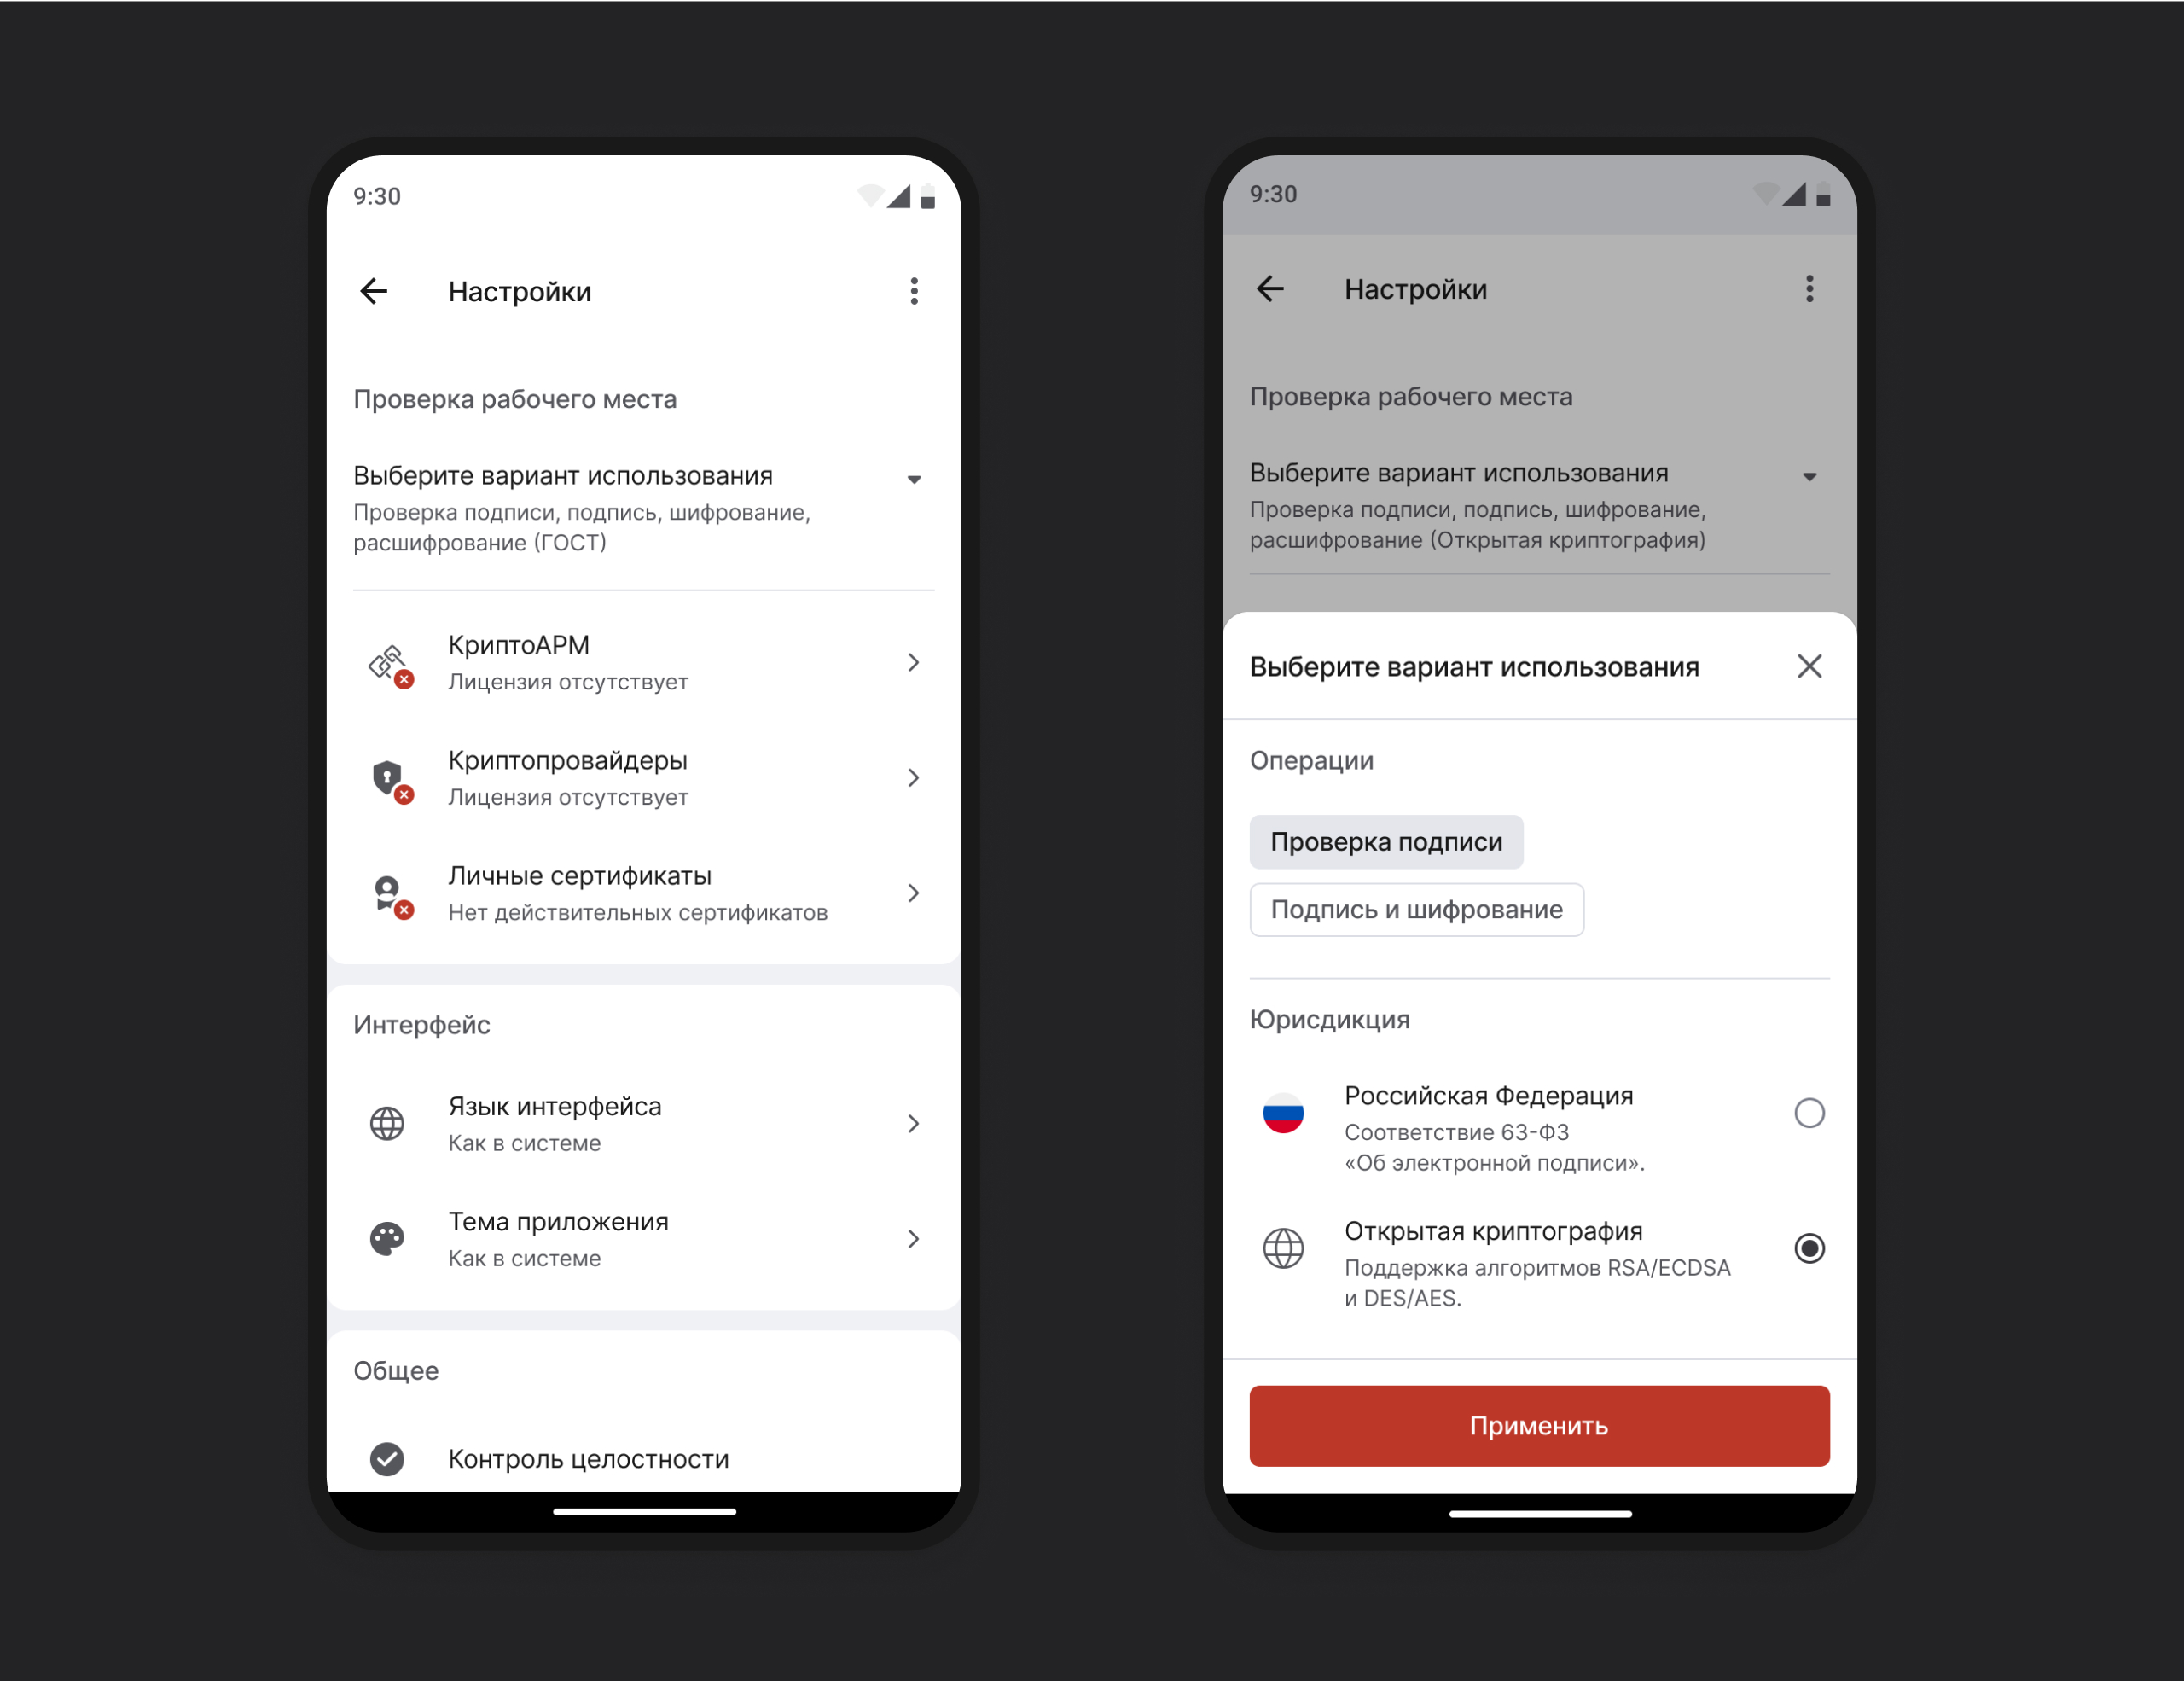 9:30
Настройки
Проверка рабочего места
Выберите вариант использования
Проверка подписи, подпись, шифрование,
расшифрование (ГОСТ)
КриптоАРМ
Лицензия отсутствует
Криптопровайдеры
Лицензия отсутствует
Личные сертификаты
Нет действительных сертификатов
Интерфейс
Язык интерфейса
Как в системе
Тема приложения
Как в системе
Общее
Контроль целостности
9:30
Настройки
Проверка рабочего места
Выберите вариант использования
Проверка подписи, подпись, шифрование,
расшифрование (Открытая криптография)
Выберите вариант использования
Операции
Проверка подписи
Подпись и шифрование
Юрисдикция
Российская Федерация
Соответствие 63-ФЗ
«Об электронной подписи».
Открытая криптография
Поддержка алгоритмов RSA/ECDSA
и DES/AES.
Применить